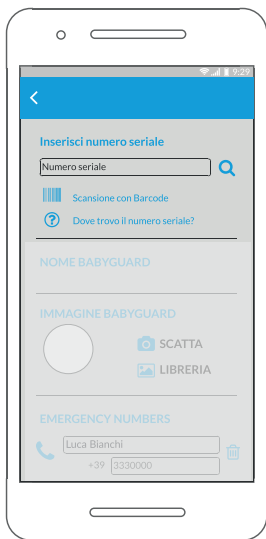 9:29
Inserisci numero seriale
Numero seriale
Scansione con Barcode
Dove trovo il numero seriale?
NOME BABYGUARD
IMMAGINE BABYGUARD
SCATTA
LIBRERIA
EMERGENCY NUMBERS
Luca Bianchi
+39 3330000